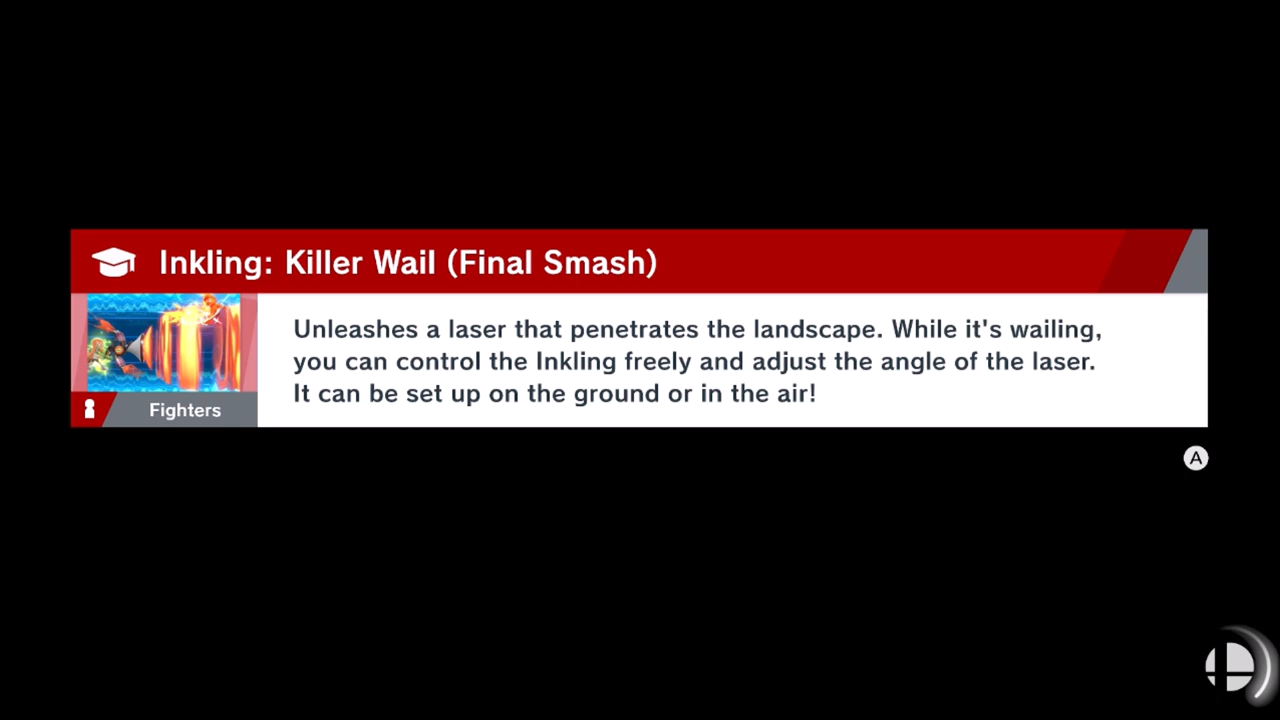 Inkling: Killer Wail (Final Smash)
Unleashes a laser that penetrates the landscape. While it's wailing,
you can control the Inkling freely and adjust the angle of the laser.
It can be set up on the ground or in the air!
Fighters
A